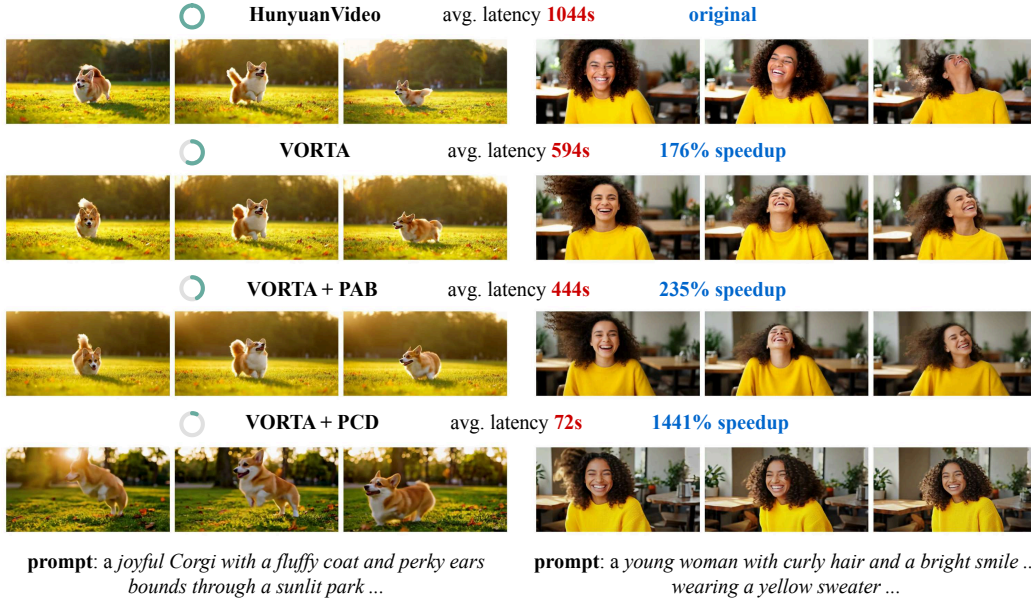 HunyuanVideo avg. latency 1044s original
VORTA avg. latency 594s 176% speedup
VORTA + PAB avg. latency 444s 235% speedup
VORTA + PCD avg. latency 72s 1441% speedup
prompt: a joyful Corgi with a fluffy coat and perky ears
bounds through a sunlit park ...
prompt: a young woman with curly hair and a bright smile ..
wearing a yellow sweater ...